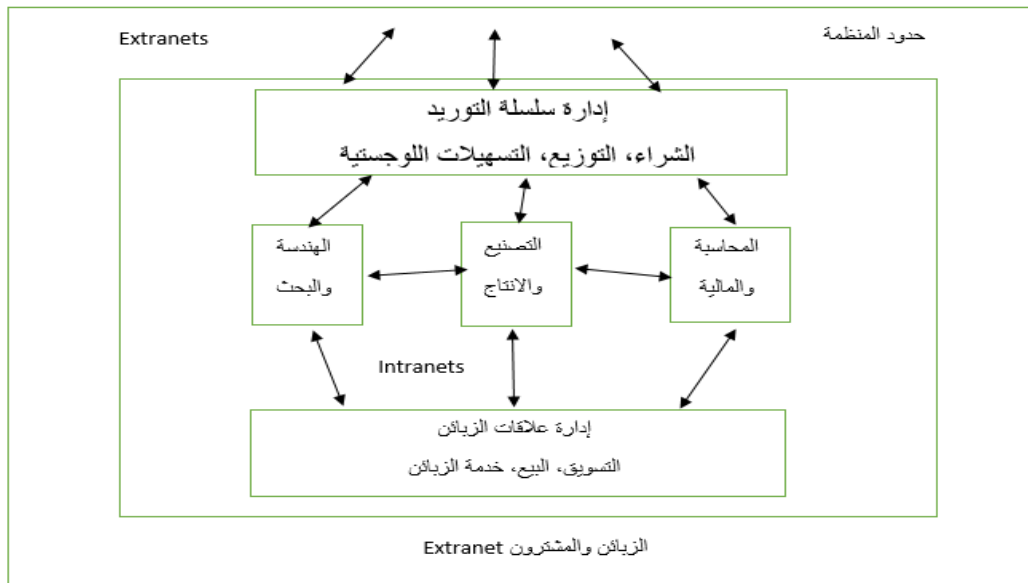 حدود المنظمة
Extranets
إدارة سلسلة التوريد
الشراء، التوزيع، التسهيلات اللوجستية
المحاسبة
والمالية
التصنيع
والانتاج
الهندسة
والبحث
Intranets
إدارة علاقات الزبائن
التسويق، البيع، خدمة الزبائن
الزبائن والمشترون Extranet